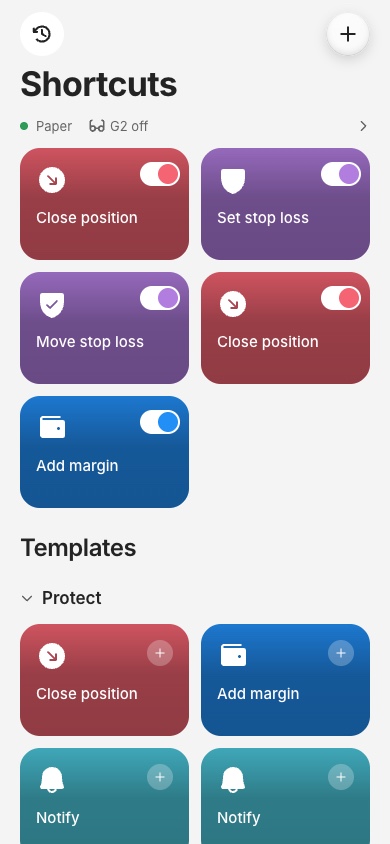 Shortcuts
Paper G2 off
Close position
Set stop loss
Move stop loss
Close position
Add margin
Templates
Protect
Close position
Add margin
Notify
Notify